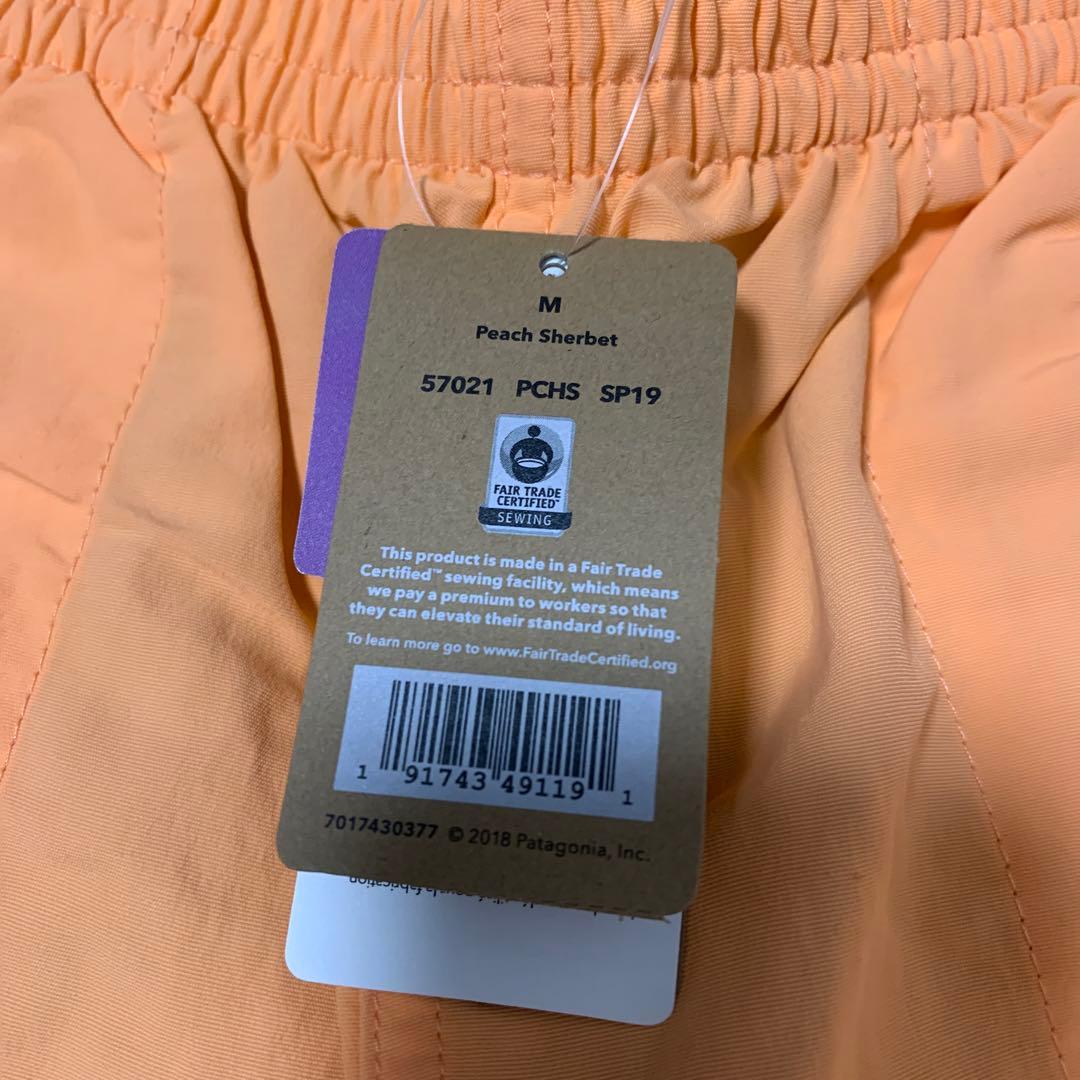 M
Peach Sherbet
57021 PCHS SP19
FAIR TRADE
CERTIFIED™
SEWING
This product is made in a Fair Trade
Certified™ sewing facility, which means
we pay a premium to workers so that
they can elevate their standard of living.
To learn more go to www.FairTradeCertified.org
1 91743 49119 1
7017430377 © 2018 Patagonia, Inc.